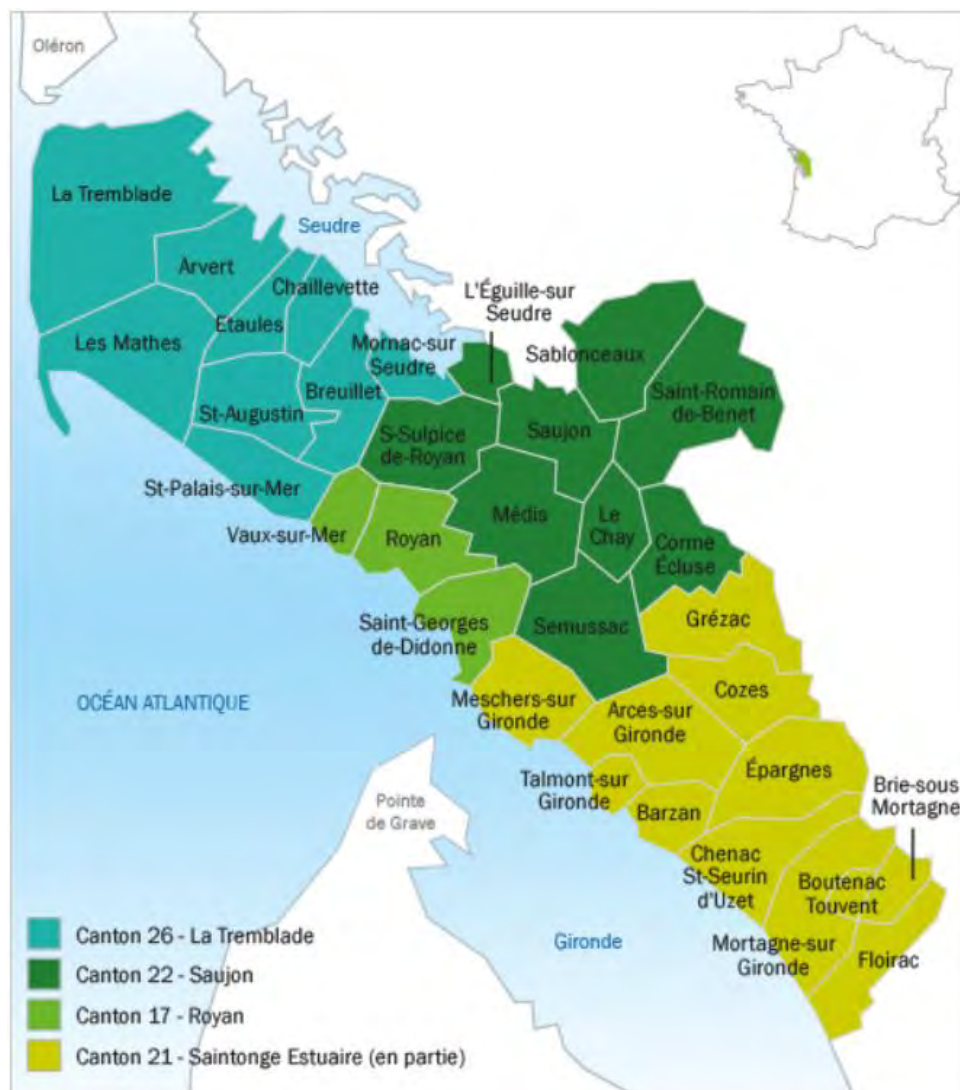 Oléron
La Tremblade
Seudre
Arvert
Chaillevette
L'Éguille-sur
Seudre
Etaules
Les Mathes
Mornac-sur
Seudre
Sablonceaux
Breuillet
Saint-Romain
de-Benet
St-Augustin
S-Sulpice
de-Royan
Saujon
St-Palais-sur-Mer
Médis
Le
Chay
Vaux-sur-Mer
Royan
Corme
Écluse
Saint-Georges
de-Didonne
Semussac
Grézac
OCÉAN ATLANTIQUE
Meschers-sur
Gironde
Arces-sur
Gironde
Cozes
Talmont-sur
Gironde
Épargnes
Brie-sous
Mortagne
Pointe
de Grave
Barzan
Chenac
St-Seurin
d'Uzet
Boutenac
Touvent
Gironde
Mortagne-sur
Gironde
Floirac
Canton 26 - La Tremblade
Canton 22 - Saujon
Canton 17 - Royan
Canton 21 - Saintonge Estuaire (en partie)